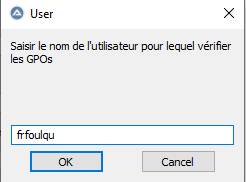 User
Saisir le nom de l'utilisateur pour lequel vérifier
les GPOs
frfoulqu
OK
Cancel